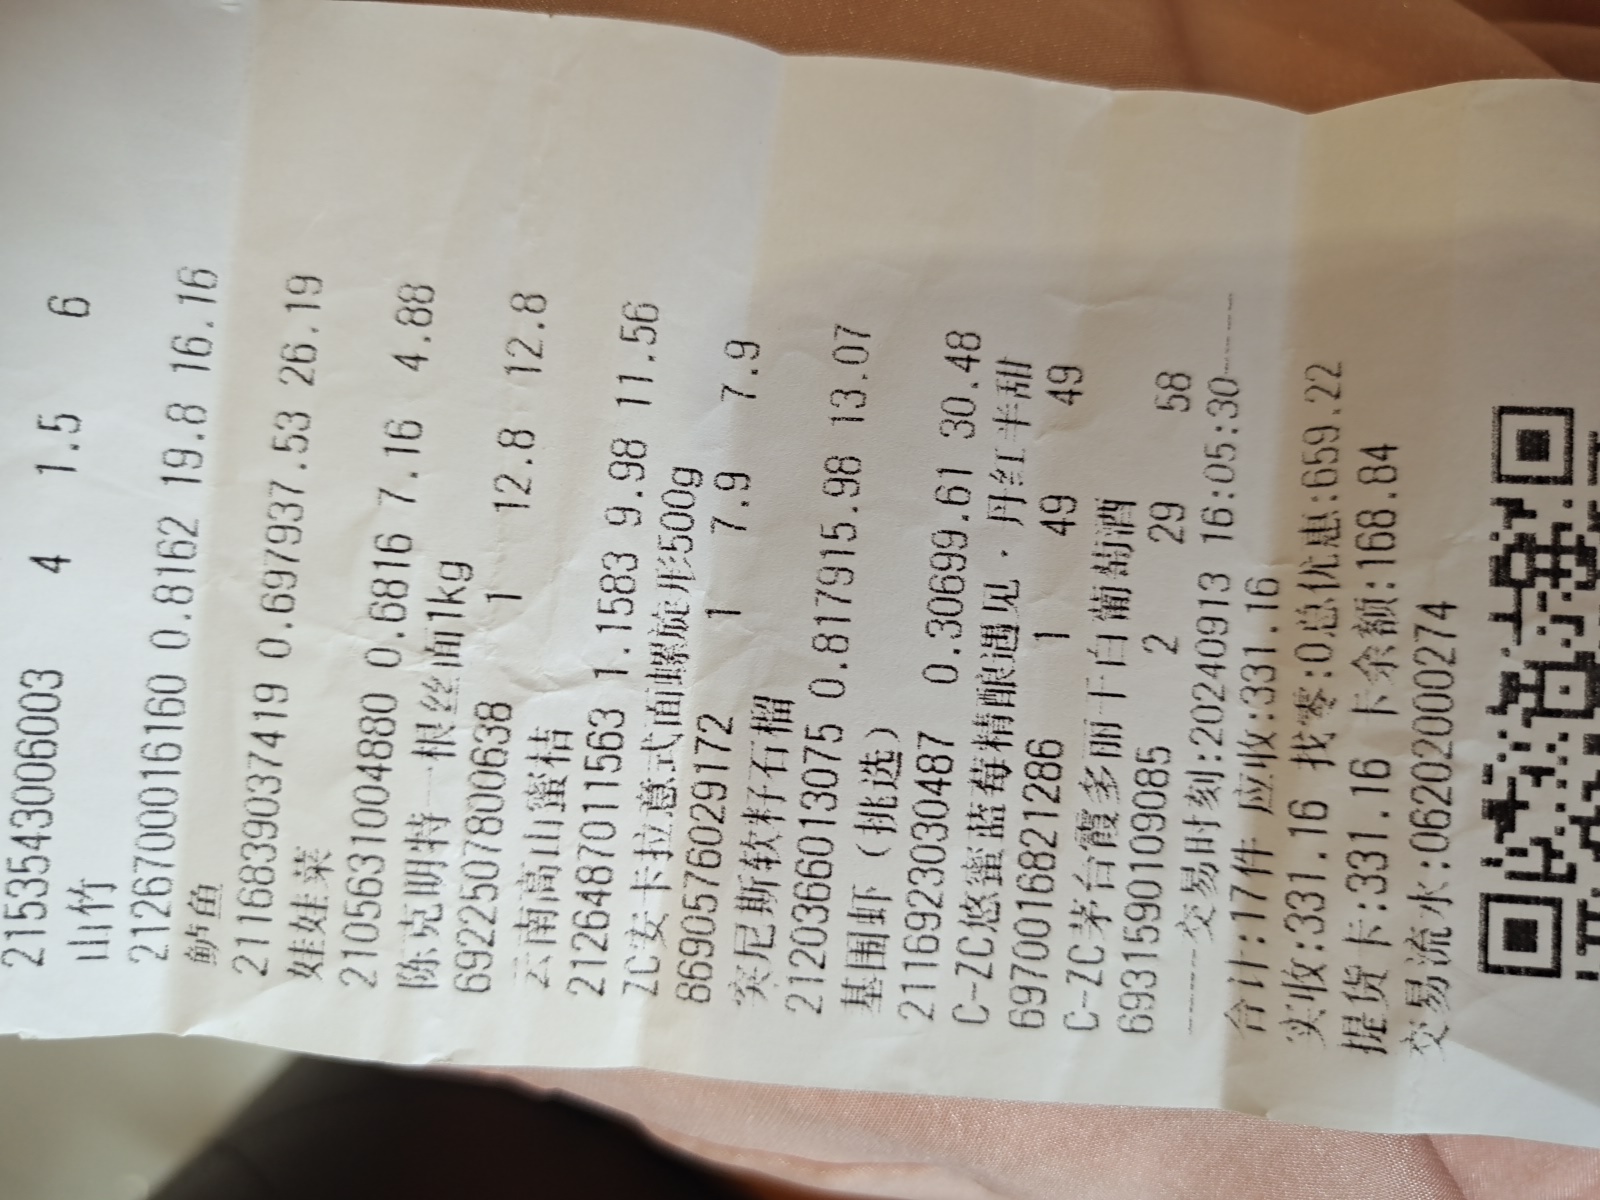 2153543006003 4 1.5 6
山竹
2126700016160 0.8162 19.8 16.16
鲈鱼
2116839037419 0.697937.53 26.19
娃娃菜
2105631004880 0.6816 7.16 4.88
陈克明特一根丝面1kg
6922507800638 1 12.8 12.8
云南高山蜜桔
2126487011563 1.1583 9.98 11.56
ZC安卡拉意式面螺旋形500g
8690576029172 1 7.9 7.9
突尼斯软籽石榴
2120366013075 0.817915.98 13.07
基围虾（挑选）
2116923030487 0.30699.61 30.48
C-ZC悠蜜蓝莓精酿遇见·丹红半甜
6970016821286 1 49 49
C-ZC茅台霞多丽干白葡萄酒
6931590109085 2 29 58
------交易时刻:20240913 16:05:30------
合计:17件 应收:331.16
实收:331.16 找零:0总优惠:659.22
提货卡:331.16 卡余额:168.84
交易流水:0620200027​4